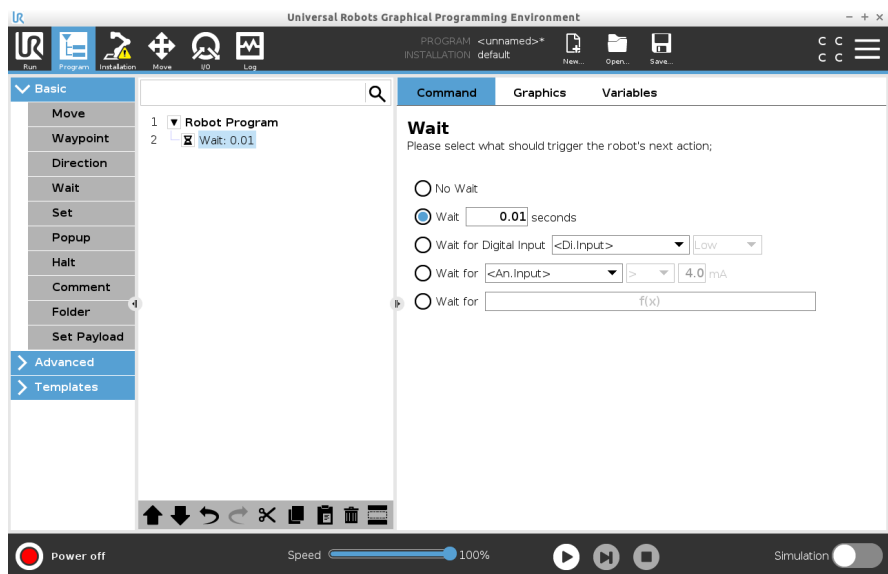 Universal Robots Graphical Programming Environment
UR
Run
Program
Installation
Move
I/O
Log
PROGRAM <unnamed>*
INSTALLATION default
New...
Open...
Save...
C C
C C
Basic
Move
Waypoint
Direction
Wait
Set
Popup
Halt
Comment
Folder
Set Payload
Advanced
Templates
1 Robot Program
2 Wait: 0.01
Command Graphics Variables
Wait
Please select what should trigger the robot's next action;
No Wait
Wait 0.01 seconds
Wait for Digital Input <Di.Input> Low
Wait for <An.Input> > 4.0 mA
Wait for f(x)
Power off
Speed 100%
Simulation